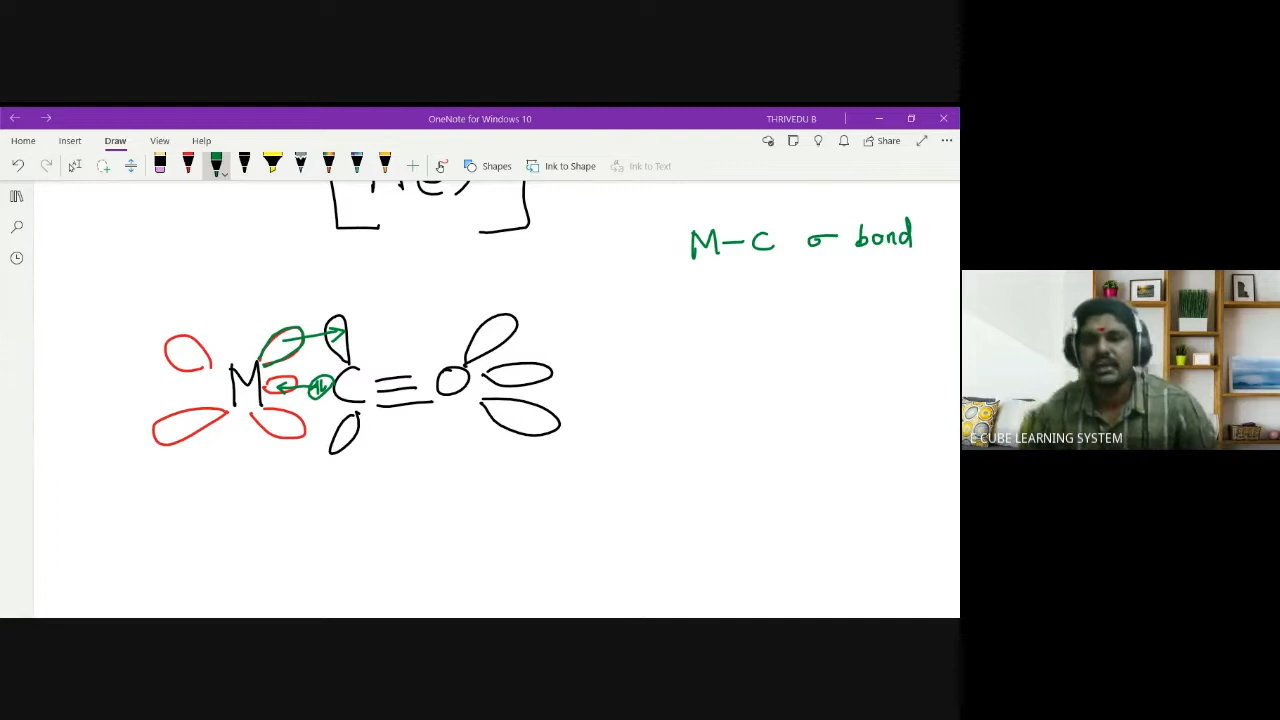 OneNote for Windows 10
THRIVEDU B
Home Insert Draw View Help
Share
Shapes Ink to Shape Ink to Text
M–C σ bond
M C≡O
E CUBE LEARNING SYSTEM